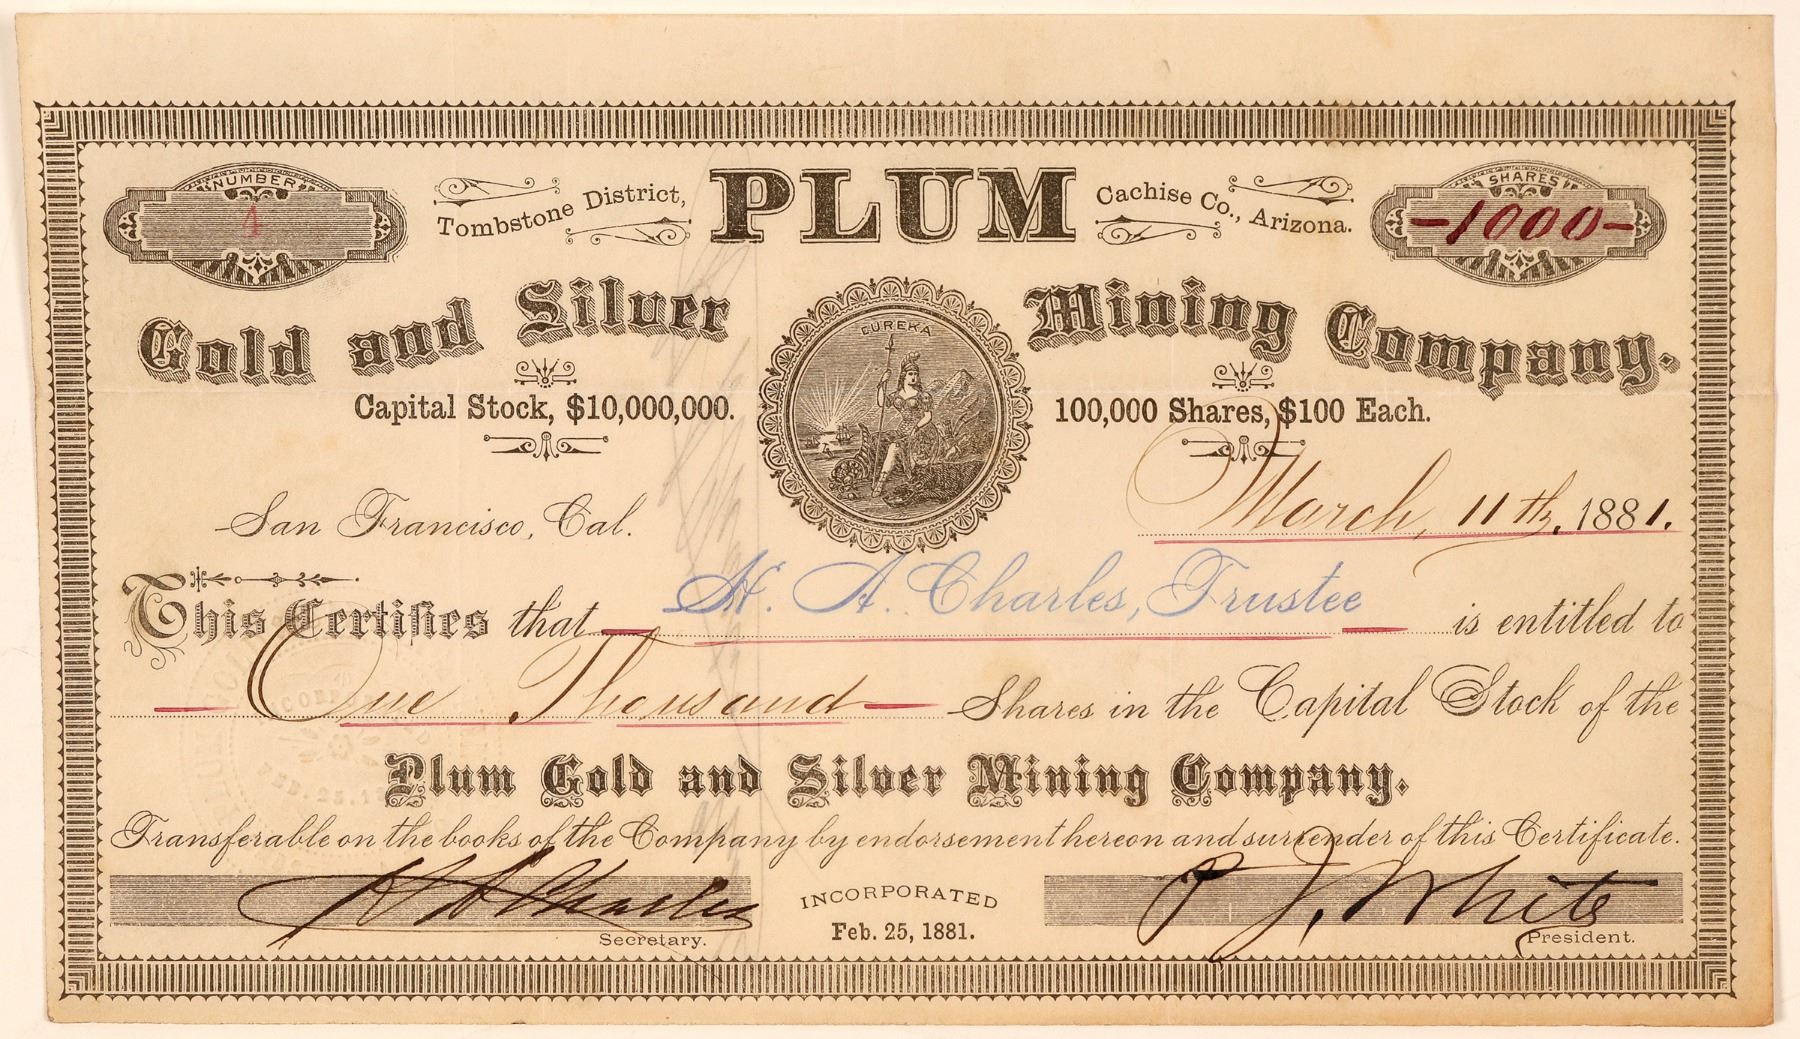 NUMBER
4
Tombstone District,
PLUM
Cachise Co., Arizona.
SHARES
-1000-
Gold and Silver Mining Company.
EUREKA
Capital Stock, $10,000,000.
100,000 Shares, $100 Each.
San Francisco, Cal.
March, 11th, 1881.
This Certifies that H. A. Charles, Trustee is entitled to
One Thousand Shares in the Capital Stock of the
Plum Gold and Silver Mining Company.
Transferable on the books of the Company by endorsement hereon and surrender of this Certificate.
H A Charles
Secretary.
INCORPORATED
Feb. 25, 1881.
P J. White
President.